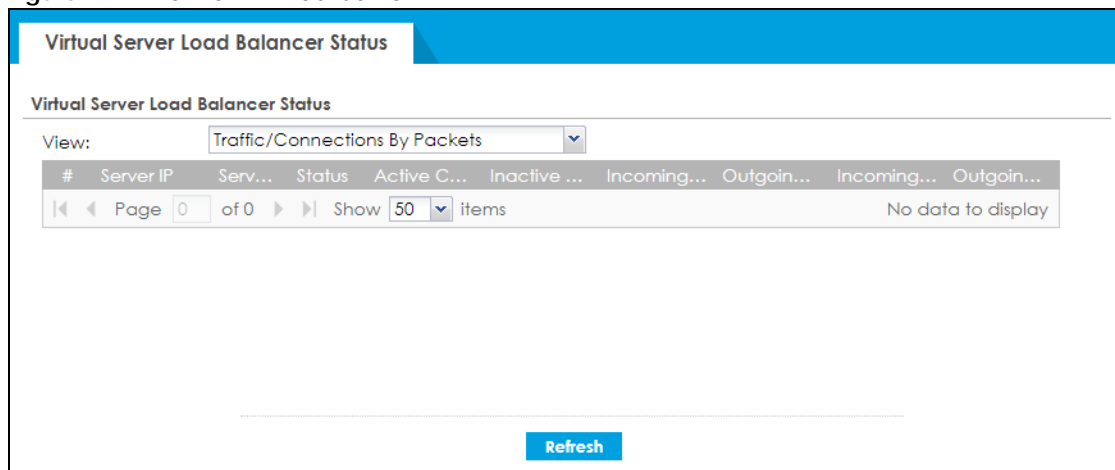 Virtual Server Load Balancer Status
Virtual Server Load Balancer Status
View: Traffic/Connections By Packets
# Server IP Serv... Status Active C... Inactive ... Incoming... Outgoin... Incoming... Outgoin...
Page 0 of 0 Show 50 items No data to display
Refresh